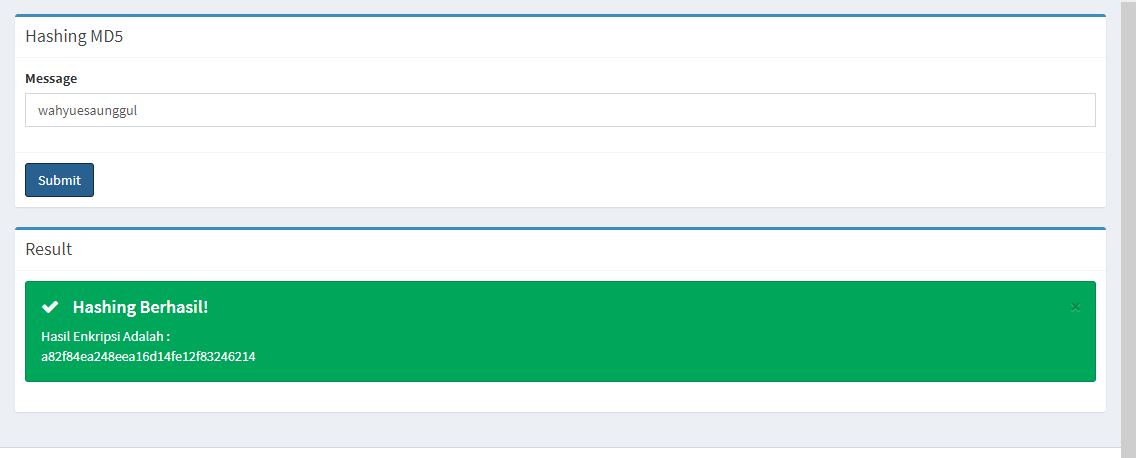 Hashing MD5
Message
wahyuesaunggul
Submit
Result
Hashing Berhasil!
×
Hasil Enkripsi Adalah :
a82f84ea248eea16d14fe12f83246214